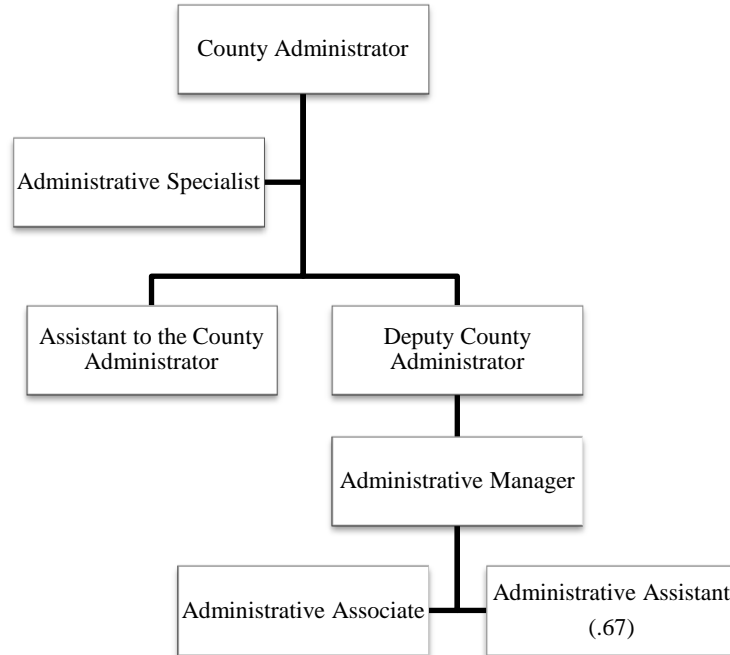 County Administrator
Administrative Specialist
Assistant to the County
Administrator
Deputy County
Administrator
Administrative Manager
Administrative Associate
Administrative Assistant
(.67)